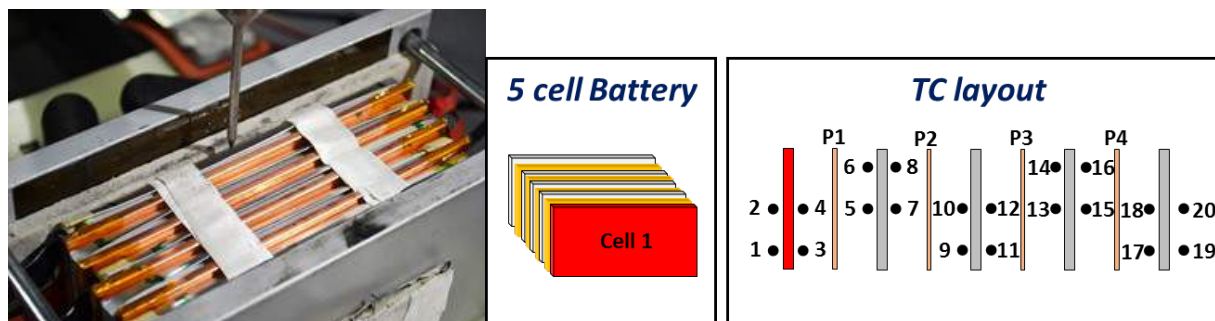 5 cell Battery
Cell 1
TC layout
P1 P2 P3 P4
6 8 14 16
2 4 5 7 10 12 13 15 18 20
1 3 9 11 17 19